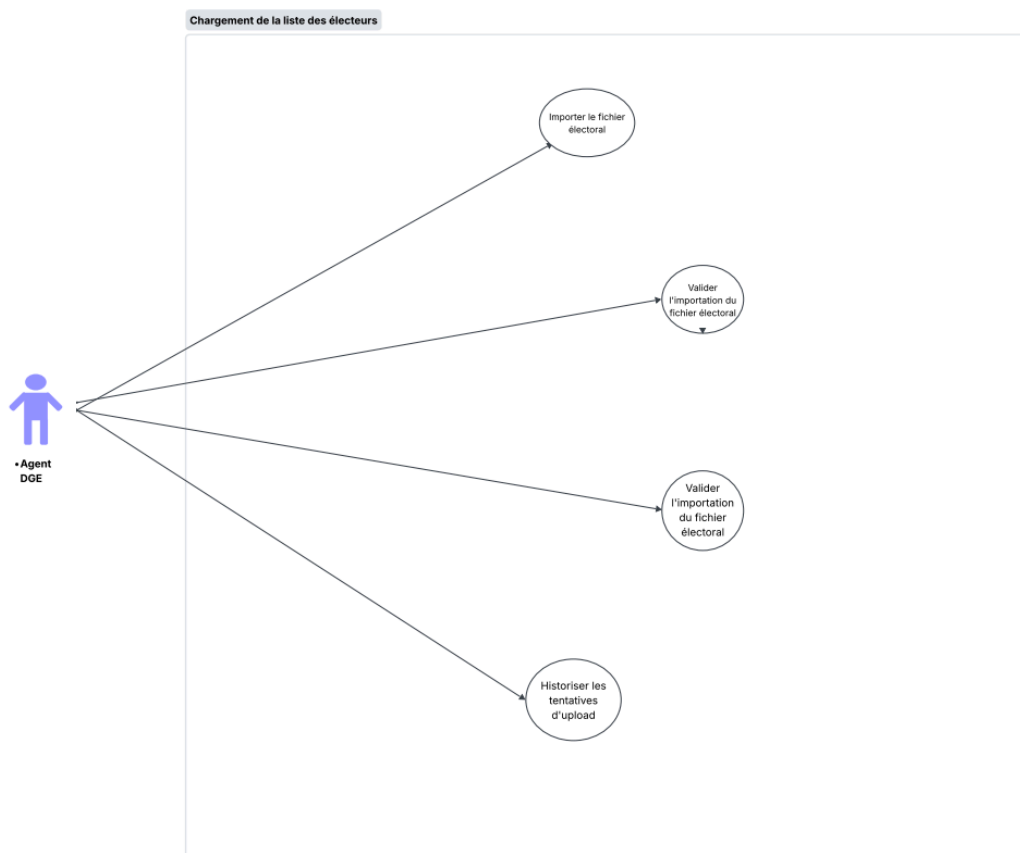 Chargement de la liste des électeurs
Importer le fichier
électoral
Valider
l'importation du
fichier électoral
•Agent
DGE
Valider
l'importation
du fichier
électoral
Historiser les
tentatives
d'upload